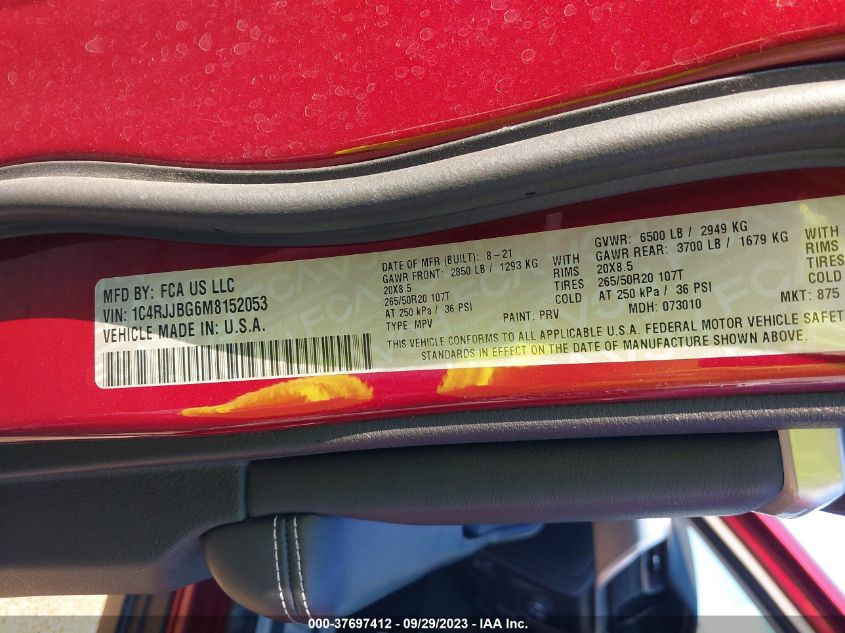 MFD BY: FCA US LLC
VIN: 1C4RJJBG6M8152053
VEHICLE MADE IN: U.S.A.
DATE OF MFR (BUILT): 8-21
GAWR FRONT: 2850 LB / 1293 KG WITH
20X8.5 RIMS
265/50R20 107T TIRES
AT 250 kPa / 36 PSI COLD
TYPE: MPV PAINT: PRV
GVWR: 6500 LB / 2949 KG
GAWR REAR: 3700 LB / 1679 KG WITH
20X8.5 RIMS
265/50R20 107T TIRES
AT 250 kPa / 36 PSI COLD
MDH: 073010 MKT: 875
THIS VEHICLE CONFORMS TO ALL APPLICABLE U.S.A. FEDERAL MOTOR VEHICLE SAFETY
STANDARDS IN EFFECT ON THE DATE OF MANUFACTURE SHOWN ABOVE.
000-37697412 - 09/29/2023 - IAA Inc.